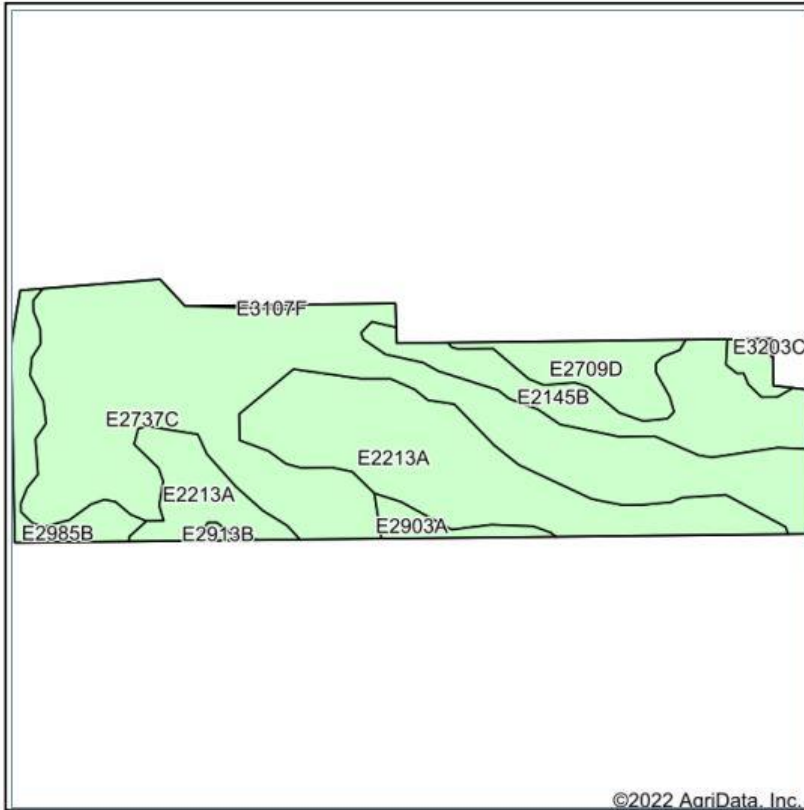 E3107F
E3203C
E2709D
E2145B
E2737C
E2213A
E2213A
E2903A
E2985B
E2913B
©2022 AgriData, Inc.